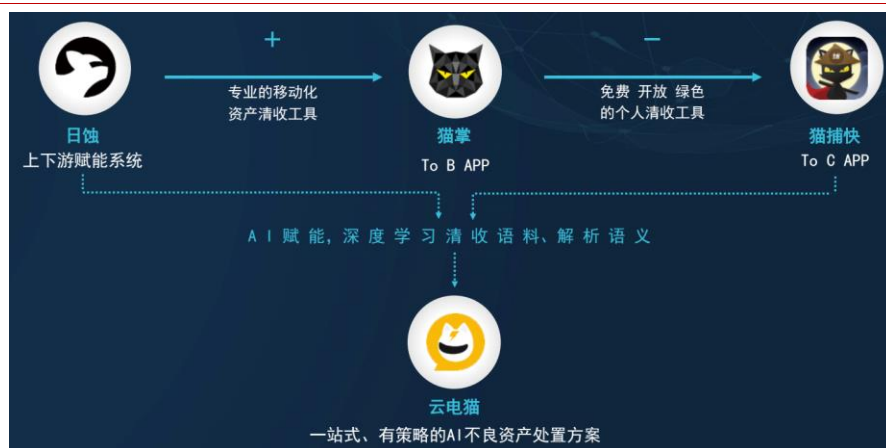 +
专业的移动化
资产清收工具
−
免费 开放 绿色
的个人清收工具
日蚀
上下游赋能系统
猫掌
To B APP
猫捕快
To C APP
AI赋能,深度学习清收语料、解析语义
云电猫
一站式、有策略的AI不良资产处置方案